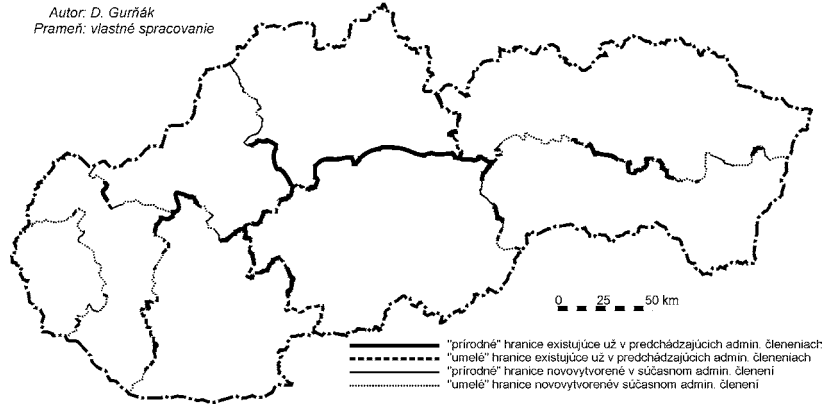 Autor: D. Gurňák
Prameň: vlastné spracovanie
0 25 50 km
"prírodné" hranice existujúce už v predchádzajúcich admin. členeniach
"umelé" hranice existujúce už v predchádzajúcich admin. členeniach
"prírodné" hranice novovytvorené v súčasnom admin. členení
"umelé" hranice novovytvorenév súčasnom admin. členení